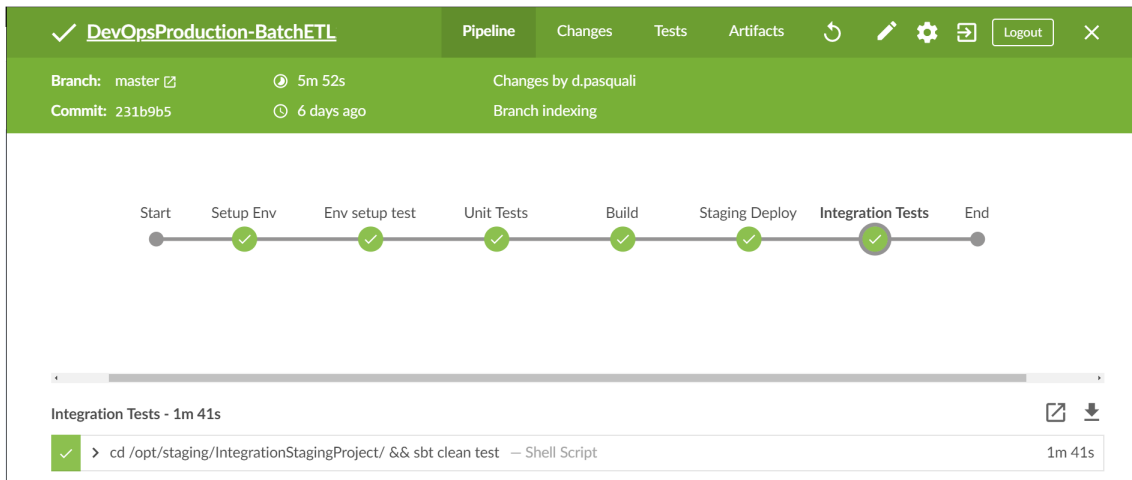 DevOpsProduction-BatchETL Pipeline Changes Tests Artifacts Logout
Branch: master 5m 52s Changes by d.pasquali
Commit: 231b9b5 6 days ago Branch indexing
Start Setup Env Env setup test Unit Tests Build Staging Deploy Integration Tests End
Integration Tests - 1m 41s
cd /opt/staging/IntegrationStagingProject/ && sbt clean test — Shell Script 1m 41s